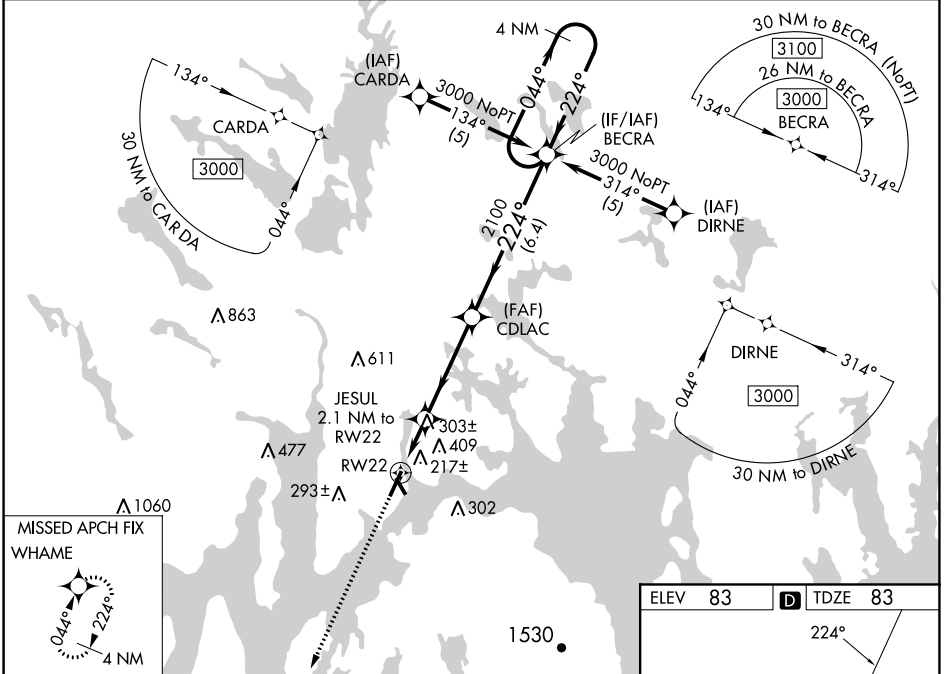 4 NM
044°
224°
(IAF)
CARDA
3000 NoPT
134°
(5)
(IF/IAF)
BECRA
3000 NoPT
314°
(5)
(IAF)
DIRNE
134°
CARDA
3000
044°
30 NM to CARDA
30 NM to BECRA (NoPT)
3100
26 NM to BECRA
3000
BECRA
134°
314°
2100
224°
(6.4)
(FAF)
CDLAC
863
611
JESUL
2.1 NM to
RW22
303±
409
217±
477
RW22
293±
302
1060
DIRNE
044°
314°
3000
30 NM to DIRNE
MISSED APCH FIX
WHAME
044°
224°
4 NM
1530
ELEV 83 D TDZE 83
224°